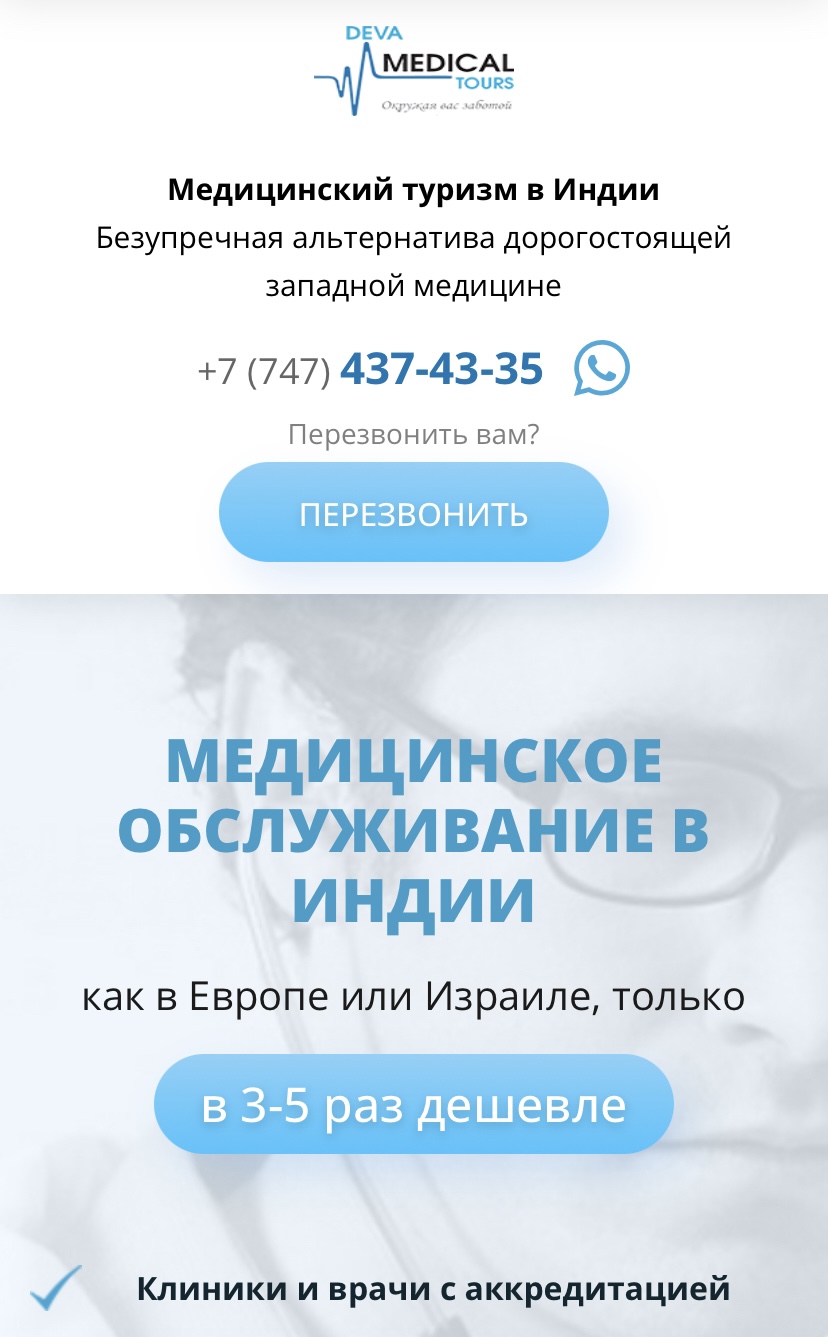 DEVA
MEDICAL
TOURS
Окружая вас заботой
Медицинский туризм в Индии
Безупречная альтернатива дорогостоящей
западной медицине
+7 (747) 437-43-35
Перезвонить вам?
ПЕРЕЗВОНИТЬ
МЕДИЦИНСКОЕ
ОБСЛУЖИВАНИЕ В
ИНДИИ
как в Европе или Израиле, только
в 3-5 раз дешевле
Клиники и врачи с аккредитацией